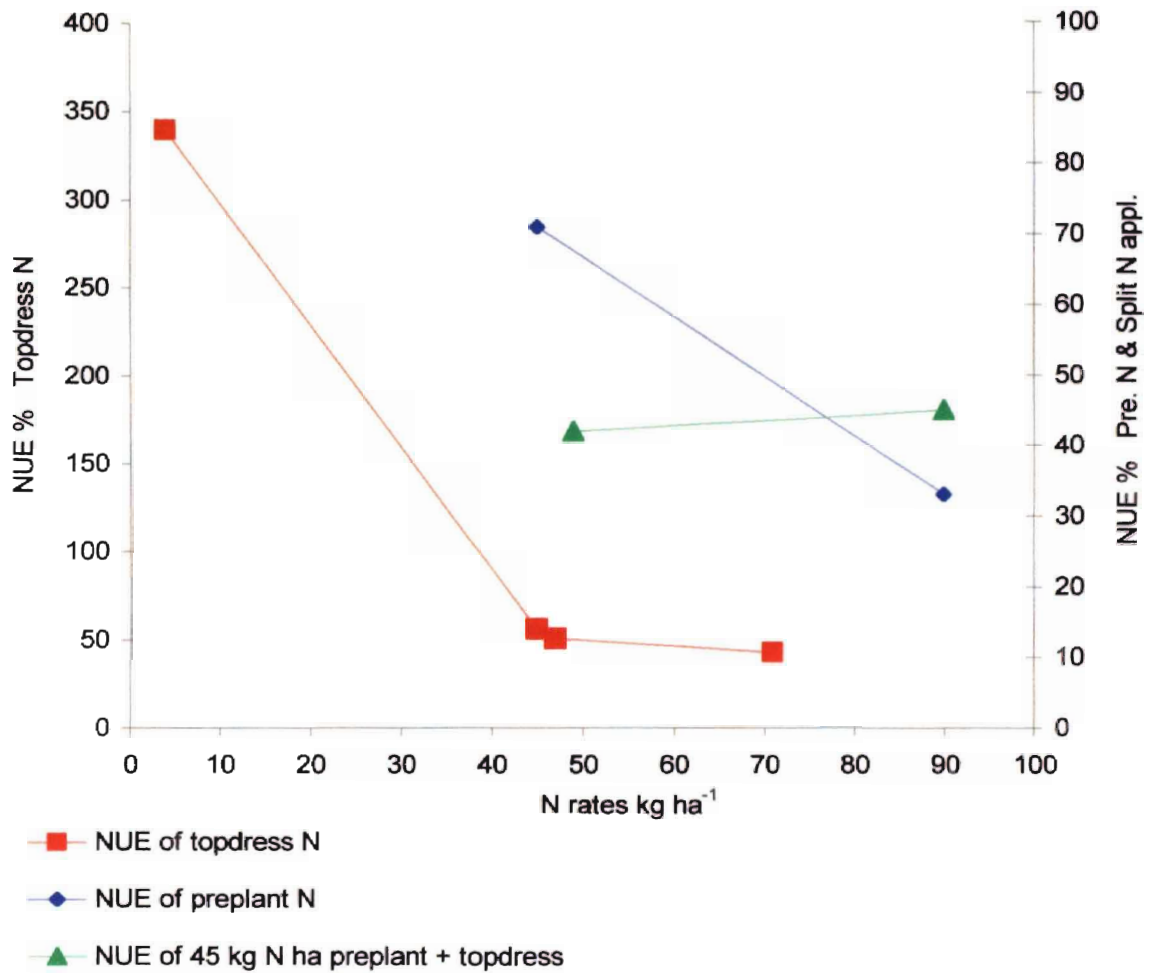 400
350
300
250
200
150
100
50
0
NUE % Topdress N
100
90
80
70
60
50
40
30
20
10
0
NUE % Pre. N & Split N appl.
0 10 20 30 40 50 60 70 80 90 100
N rates kg ha⁻¹
NUE of topdress N
NUE of preplant N
NUE of 45 kg N ha preplant + topdress